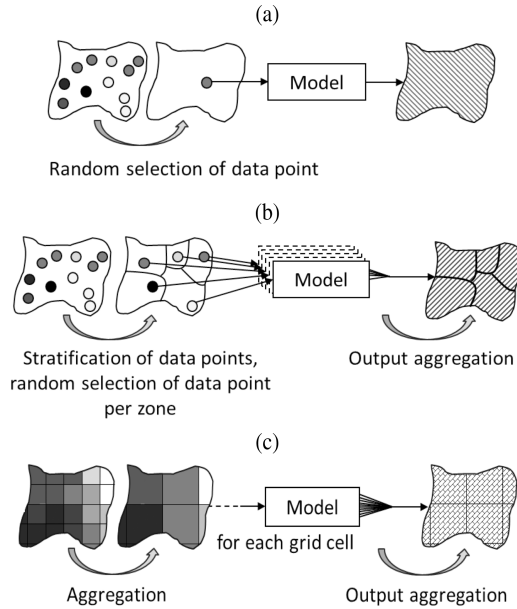 (a)
Model
Random selection of data point
(b)
Model
Stratification of data points,
random selection of data point
per zone
Output aggregation
(c)
Model
for each grid cell
Aggregation
Output aggregation